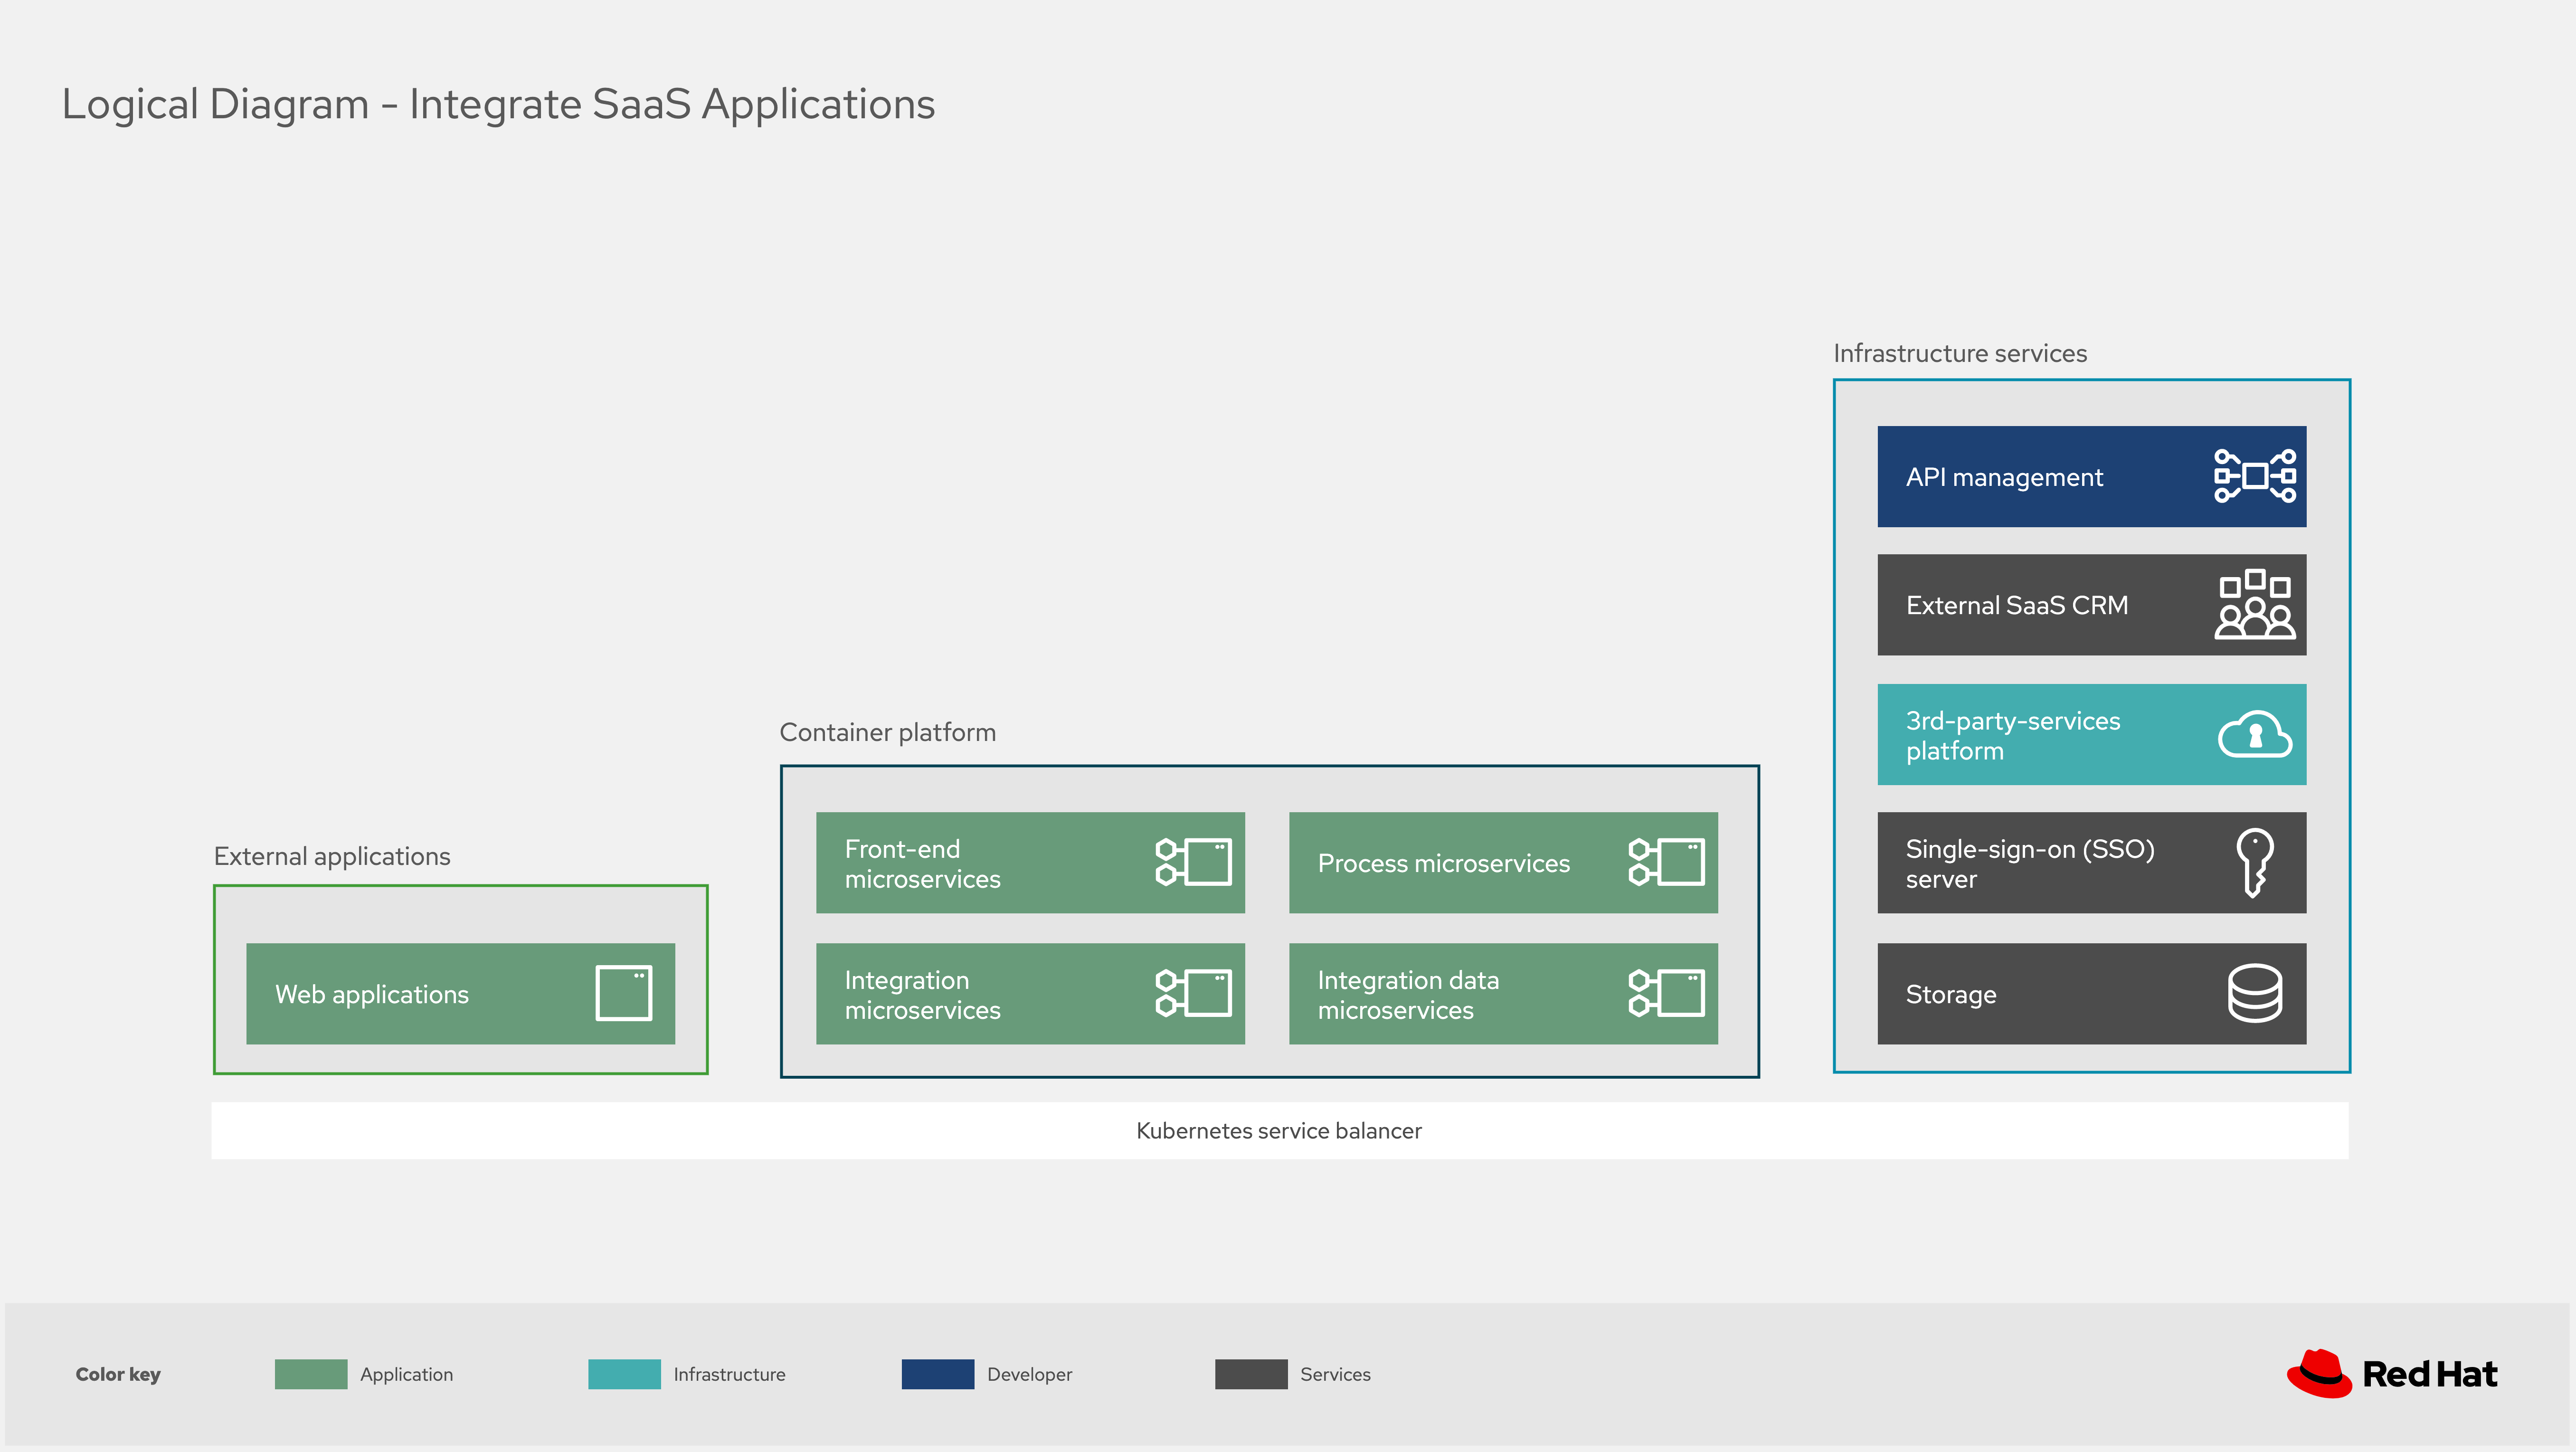 Logical Diagram - Integrate SaaS Applications
Infrastructure services
API management
External SaaS CRM
3rd-party-services
platform
Single-sign-on (SSO)
server
Storage
Container platform
Front-end
microservices
Process microservices
Integration
microservices
Integration data
microservices
External applications
Web applications
Kubernetes service balancer
Color key
Application
Infrastructure
Developer
Services
Red Hat